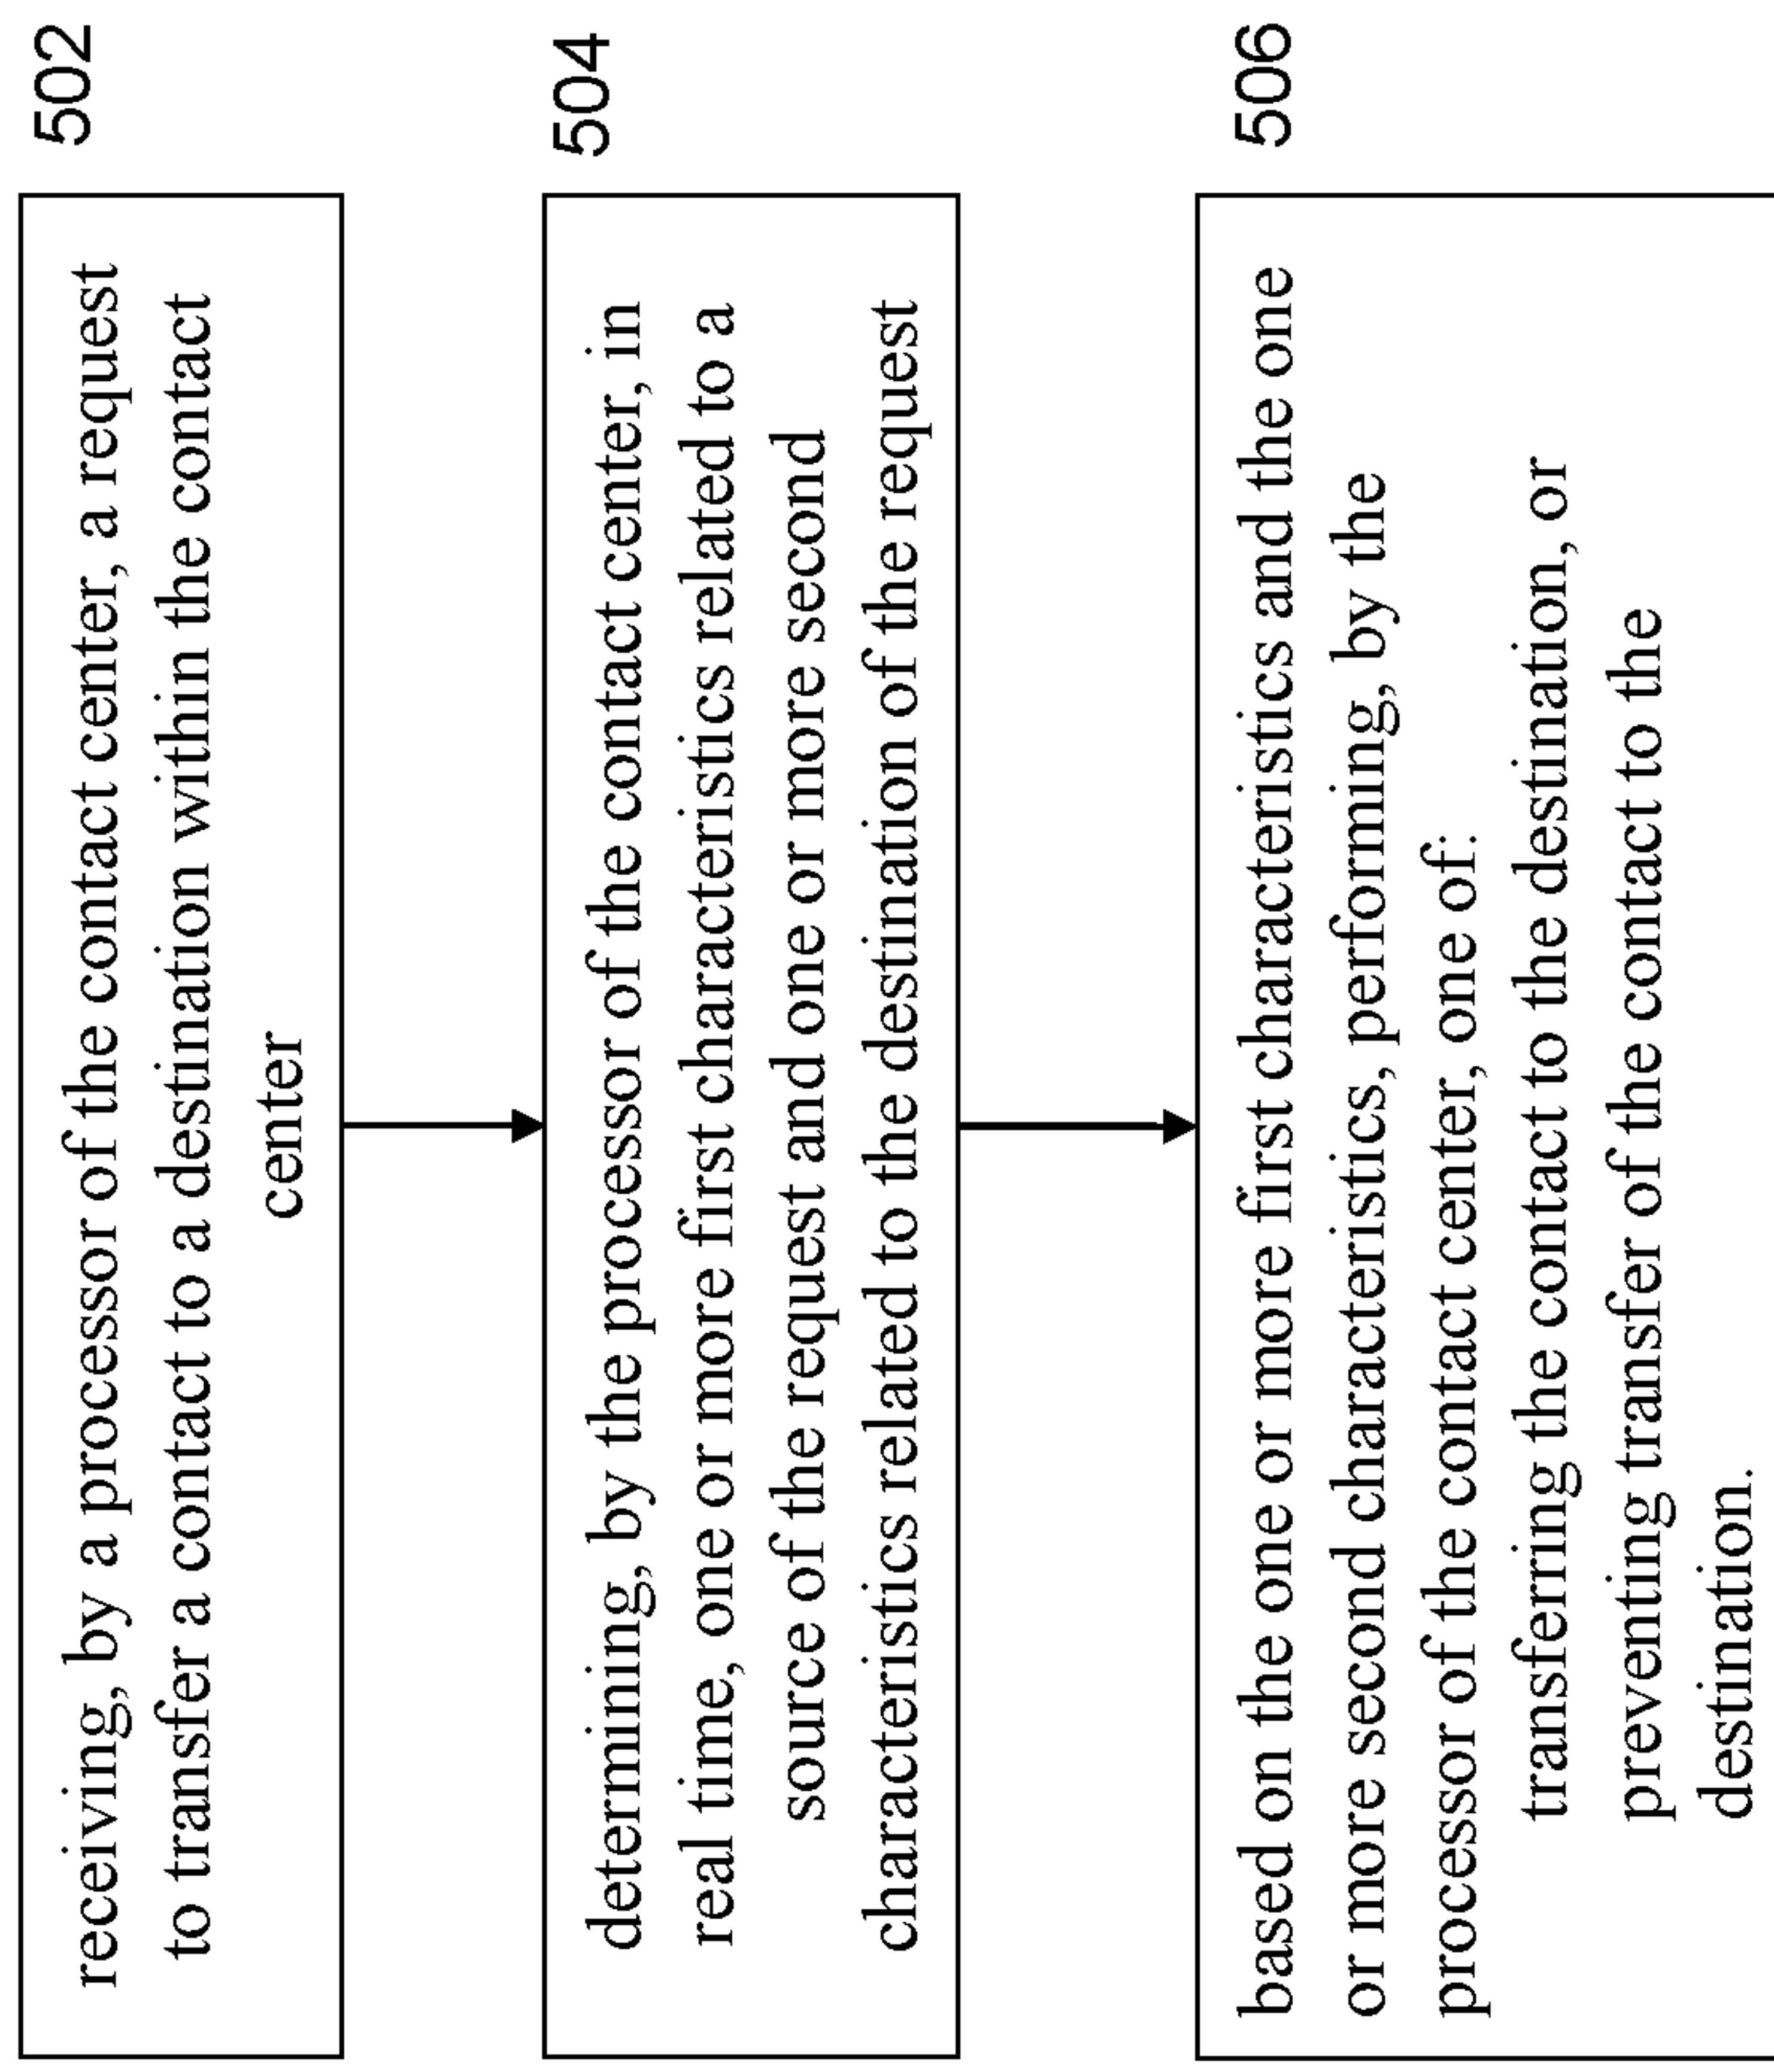 502
receiving, by a processor of the contact center, a request
to transfer a contact to a destination within the contact
center
504
determining, by the processor of the contact center, in
real time, one or more first characteristics related to a
source of the request and one or more second
characteristics related to the destination of the request
506
based on the one or more first characteristics and the one
or more second characteristics, performing, by the
processor of the contact center, one of:
transferring the contact to the destination, or
preventing transfer of the contact to the
destination.